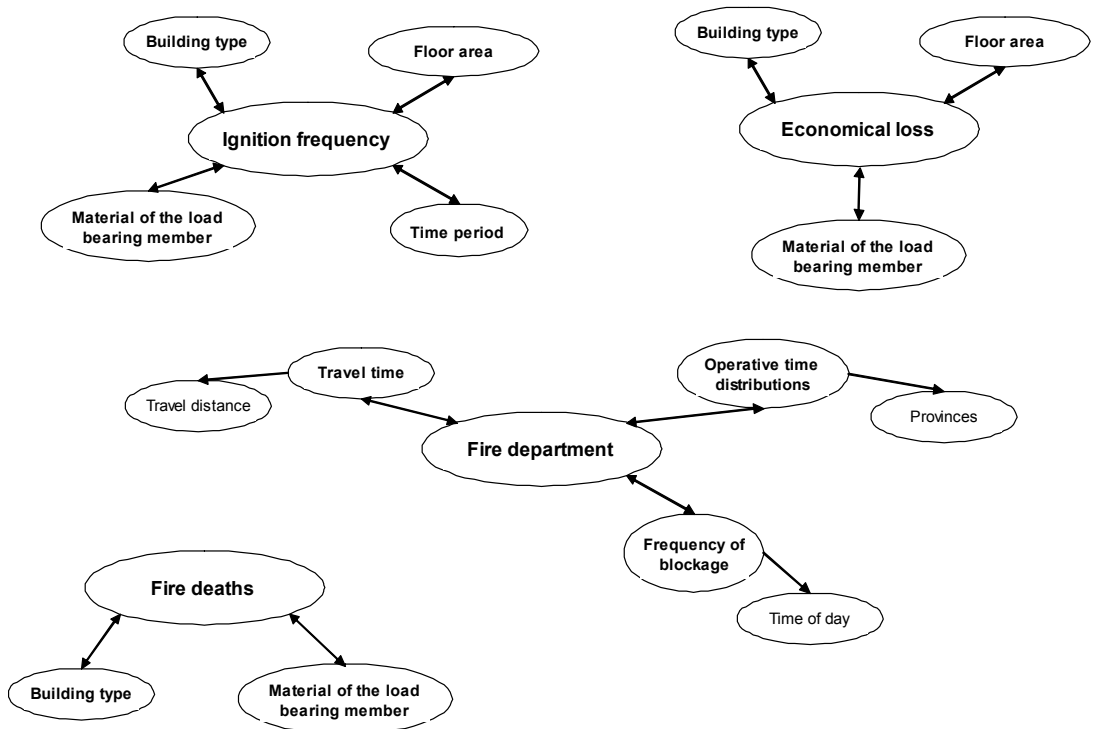 Building type
Floor area
Ignition frequency
Material of the load
bearing member
Time period
Building type
Floor area
Economical loss
Material of the load
bearing member
Travel time
Travel distance
Operative time
distributions
Provinces
Fire department
Frequency of
blockage
Time of day
Fire deaths
Building type
Material of the load
bearing member